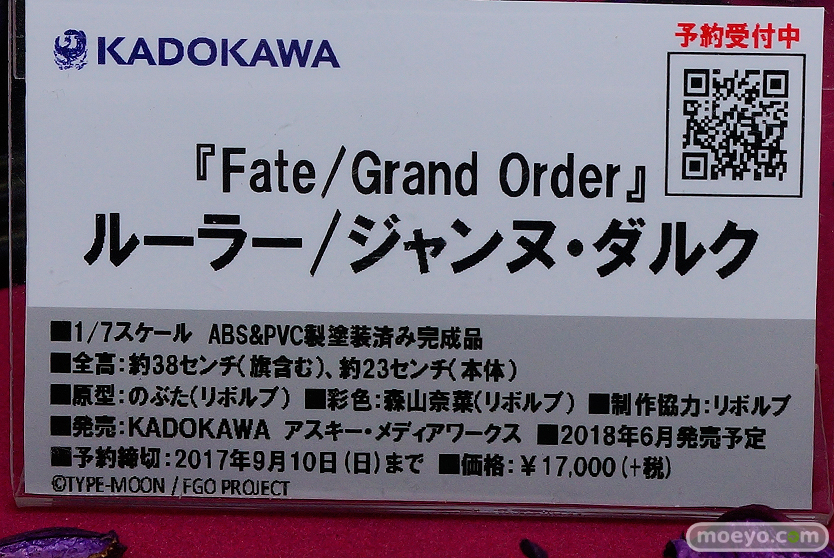 KADOKAWA
予約受付中
『Fate/Grand Order』
ルーラー/ジャンヌ・ダルク
■1/7スケール ABS&PVC製塗装済み完成品
■全高:約38センチ(旗含む)、約23センチ(本体)
■原型:のぶた(リボルブ) ■彩色:森山奈菜(リボルブ) ■制作協力:リボルブ
■発売:KADOKAWA アスキー・メディアワークス ■2018年6月発売予定
■予約締切:2017年9月10日(日)まで ■価格:¥17,000(+税)
©TYPE-MOON / FGO PROJECT
moeyo.com